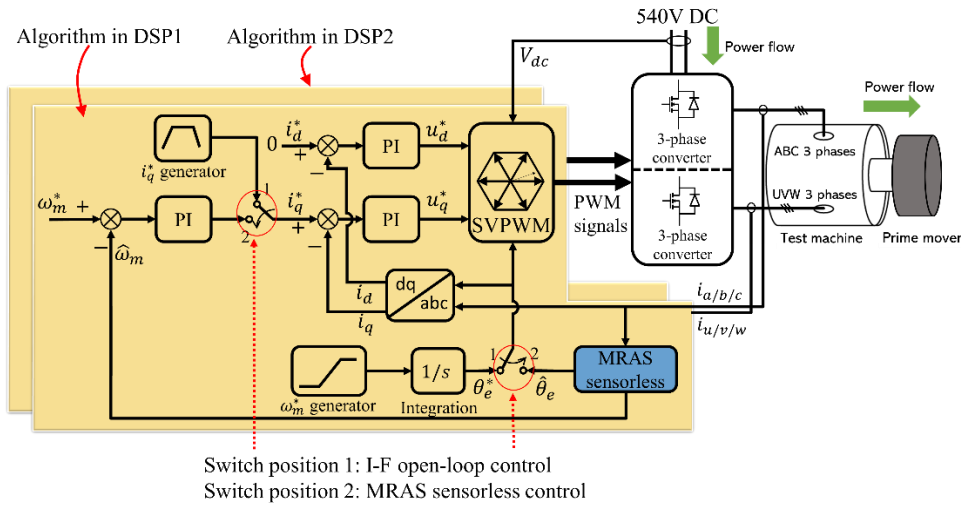 540V DC
Algorithm in DSP1
Algorithm in DSP2
V_dc
Power flow
Power flow
i_q^* generator
0
i_d^*
+
−
PI
u_d^*
SVPWM
3-phase
converter
3-phase
converter
PWM
signals
ABC 3 phases
UVW 3 phases
Test machine
Prime mover
ω_m^* +
−
ω̂_m
PI
1
2
i_q^*
+
−
PI
u_q^*
i_d
i_q
dq
abc
i_a/b/c
i_u/v/w
ω_m^* generator
1/s
Integration
θ_e^*
1
2
θ̂_e
MRAS
sensorless
Switch position 1: I-F open-loop control
Switch position 2: MRAS sensorless control